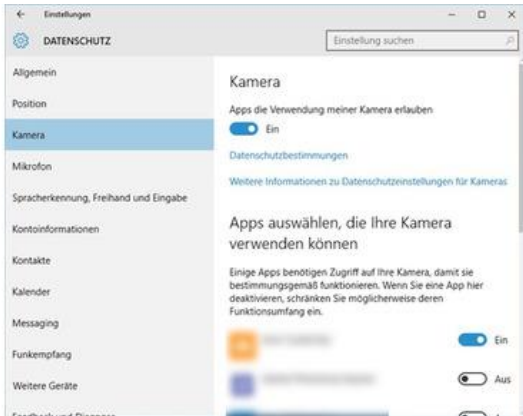 Einstellungen
DATENSCHUTZ
Einstellung suchen
Allgemein
Position
Kamera
Mikrofon
Spracherkennung, Freihand und Eingabe
Kontoinformationen
Kontakte
Kalender
Messaging
Funkempfang
Weitere Geräte
Feedback und Diagnose
Kamera
Apps die Verwendung meiner Kamera erlauben
Ein
Datenschutzbestimmungen
Weitere Informationen zu Datenschutzeinstellungen für Kameras
Apps auswählen, die Ihre Kamera
verwenden können
Einige Apps benötigen Zugriff auf Ihre Kamera, damit sie
bestimmungsgemäß funktionieren. Wenn Sie eine App hier
deaktivieren, schränken Sie möglicherweise deren
Funktionsumfang ein.
Ein
Aus